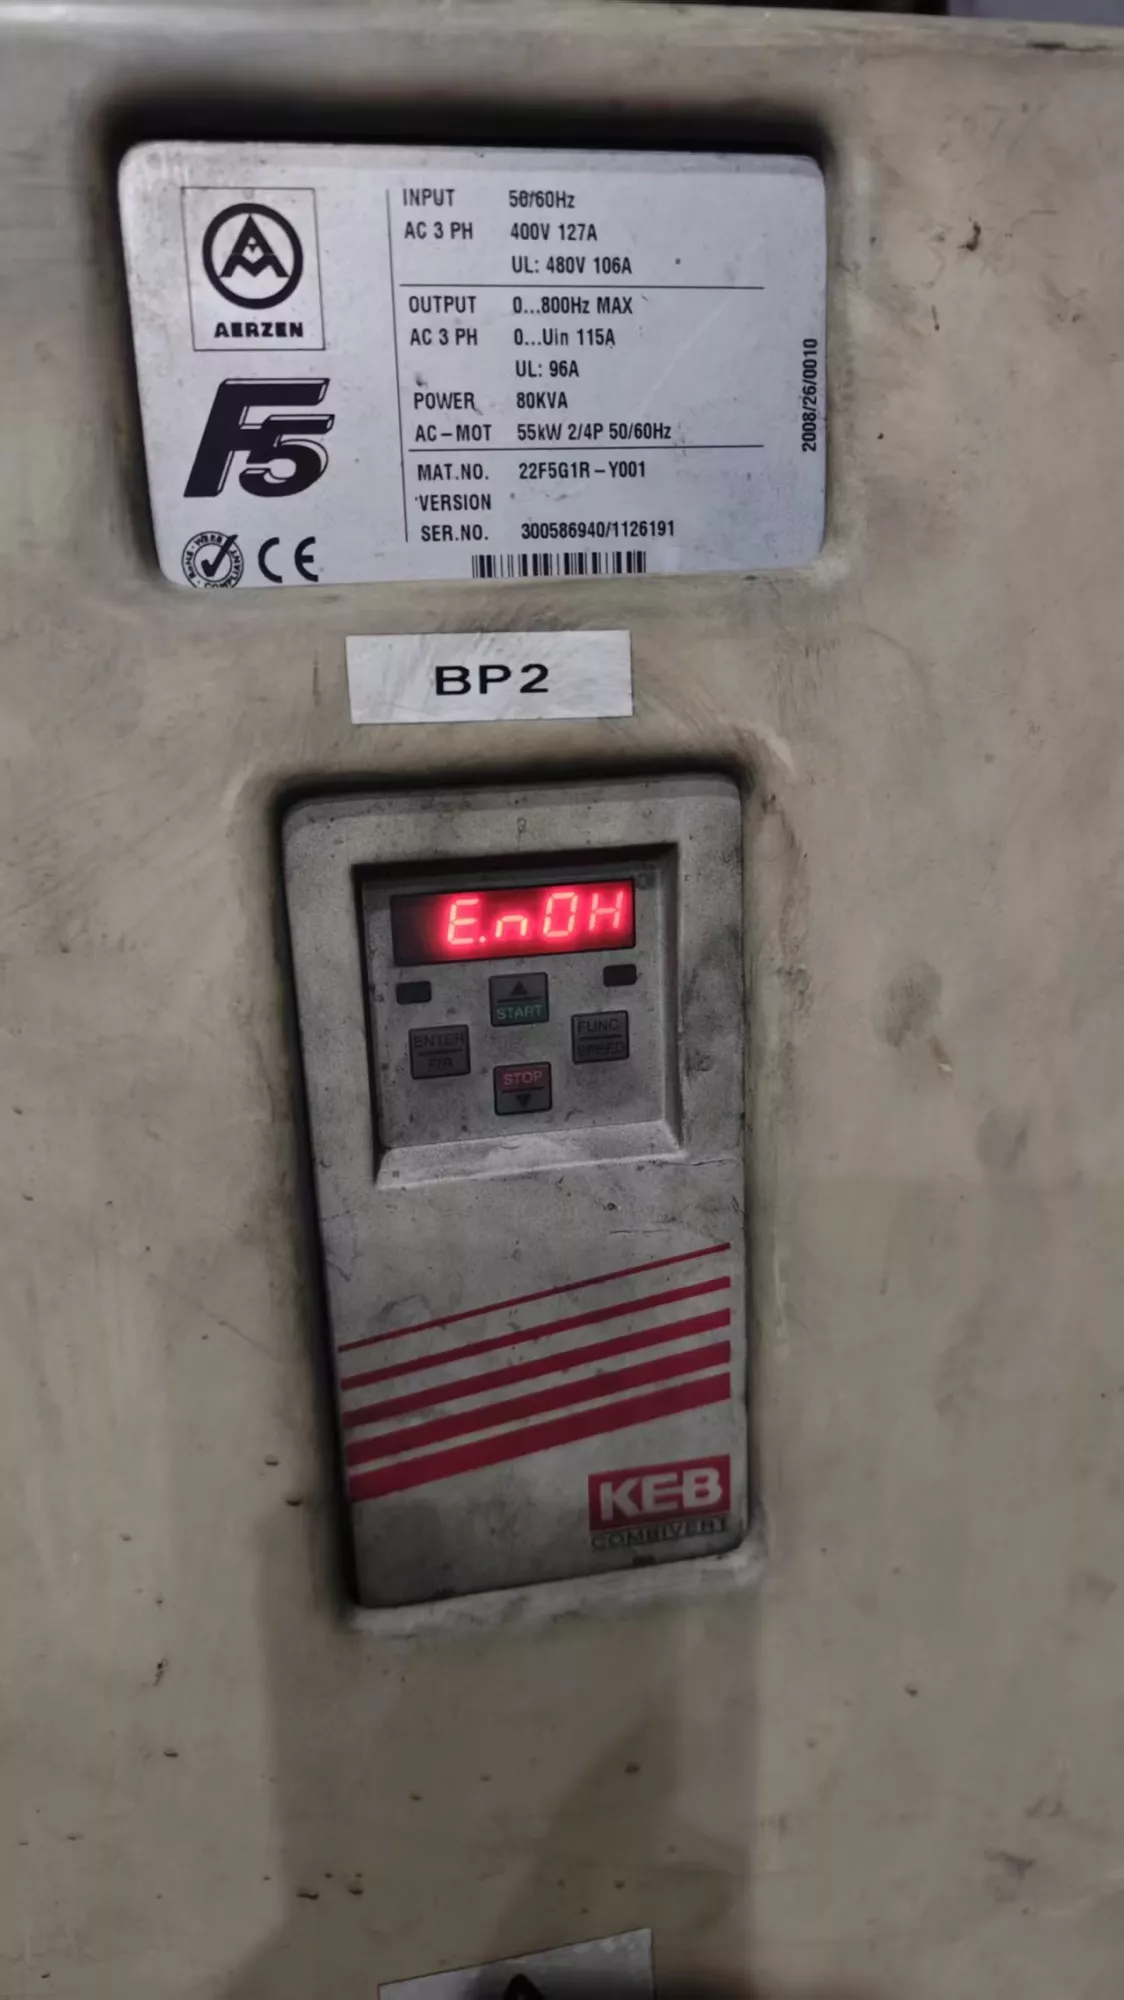 INPUT 50/60Hz
AC 3 PH 400V 127A
UL: 480V 106A
AERZEN
OUTPUT 0...800Hz MAX
AC 3 PH 0...Uin 115A
UL: 96A
POWER 80KVA
AC-MOT 55kW 2/4P 50/60Hz
F5
MAT.NO. 22F5G1R-Y001
VERSION
SER.NO. 300586940/1126191
CE
2008/26/0010
BP2
E.nOH
START
ENTER
F/R
FUNC.
SPEED
STOP
KEB
COMBIVERT